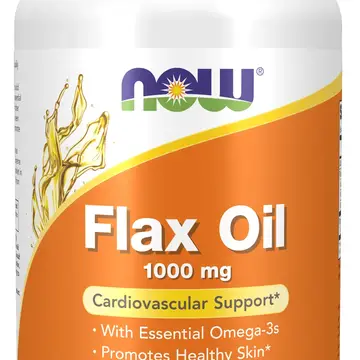 NOW®
Flax Oil
1000 mg
Cardiovascular Support*
• With Essential Omega-3s
• Promotes Healthy Skin*